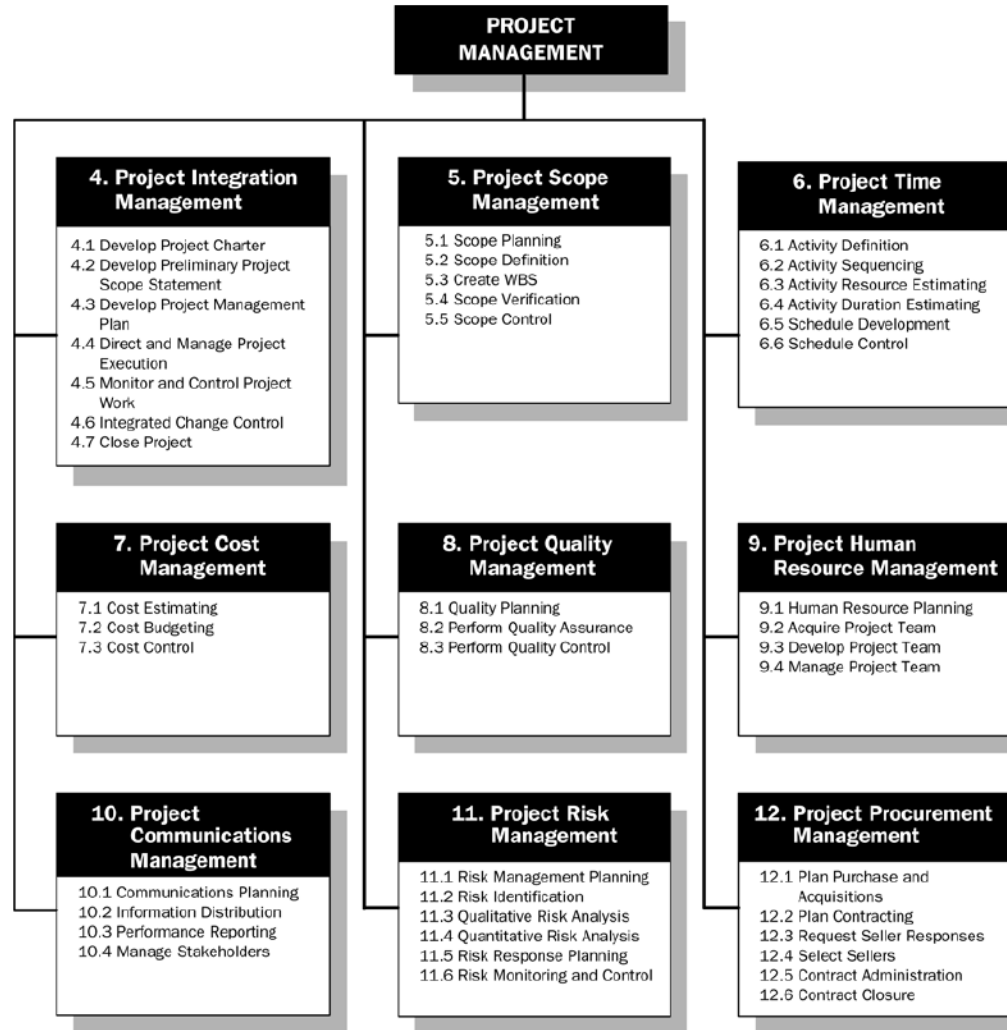 PROJECT
MANAGEMENT
4. Project Integration
Management
4.1 Develop Project Charter
4.2 Develop Preliminary Project
Scope Statement
4.3 Develop Project Management
Plan
4.4 Direct and Manage Project
Execution
4.5 Monitor and Control Project
Work
4.6 Integrated Change Control
4.7 Close Project
5. Project Scope
Management
5.1 Scope Planning
5.2 Scope Definition
5.3 Create WBS
5.4 Scope Verification
5.5 Scope Control
6. Project Time
Management
6.1 Activity Definition
6.2 Activity Sequencing
6.3 Activity Resource Estimating
6.4 Activity Duration Estimating
6.5 Schedule Development
6.6 Schedule Control
7. Project Cost
Management
7.1 Cost Estimating
7.2 Cost Budgeting
7.3 Cost Control
8. Project Quality
Management
8.1 Quality Planning
8.2 Perform Quality Assurance
8.3 Perform Quality Control
9. Project Human
Resource Management
9.1 Human Resource Planning
9.2 Acquire Project Team
9.3 Develop Project Team
9.4 Manage Project Team
10. Project
Communications
Management
10.1 Communications Planning
10.2 Information Distribution
10.3 Performance Reporting
10.4 Manage Stakeholders
11. Project Risk
Management
11.1 Risk Management Planning
11.2 Risk Identification
11.3 Qualitative Risk Analysis
11.4 Quantitative Risk Analysis
11.5 Risk Response Planning
11.6 Risk Monitoring and Control
12. Project Procurement
Management
12.1 Plan Purchase and
Acquisitions
12.2 Plan Contracting
12.3 Request Seller Responses
12.4 Select Sellers
12.5 Contract Administration
12.6 Contract Closure